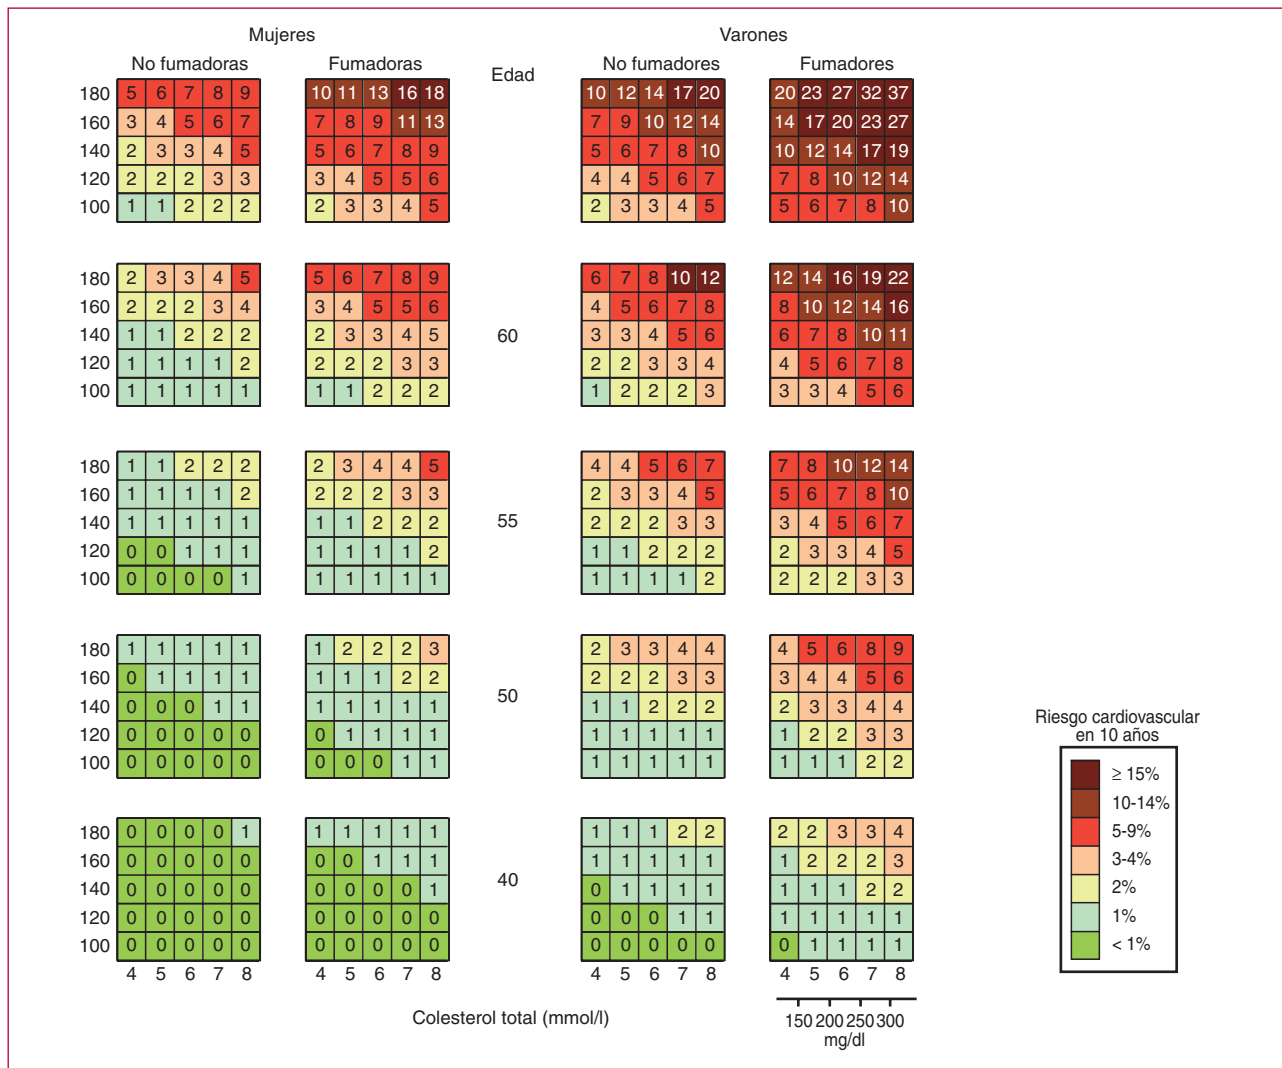 Mujeres Varones
No fumadoras Fumadoras Edad No fumadores Fumadores
180 5 6 7 8 9 10 11 13 16 18 10 12 14 17 20 20 23 27 32 37
160 3 4 5 6 7 7 8 9 11 13 7 9 10 12 14 14 17 20 23 27
140 2 3 3 4 5 5 6 7 8 9 5 6 7 8 10 10 12 14 17 19
120 2 2 2 3 3 3 4 5 5 6 4 4 5 6 7 7 8 10 12 14
100 1 1 2 2 2 2 3 3 4 5 2 3 3 4 5 5 6 7 8 10
180 2 3 3 4 5 5 6 7 8 9 6 7 8 10 12 12 14 16 19 22
160 2 2 2 3 4 3 4 5 5 6 4 5 6 7 8 8 10 12 14 16
140 1 1 2 2 2 2 3 3 4 5 60 3 3 4 5 6 6 7 8 10 11
120 1 1 1 1 2 2 2 2 3 3 2 2 3 3 4 4 5 6 7 8
100 1 1 1 1 1 1 1 2 2 2 1 2 2 2 3 3 3 4 5 6
180 1 1 2 2 2 2 3 4 4 5 4 4 5 6 7 7 8 10 12 14
160 1 1 1 1 2 2 2 2 3 3 2 3 3 4 5 5 6 7 8 10
140 1 1 1 1 1 1 1 2 2 2 55 2 2 2 3 3 3 4 5 6 7
120 0 0 1 1 1 1 1 1 1 2 1 1 2 2 2 2 3 3 4 5
100 0 0 0 0 1 1 1 1 1 1 1 1 1 1 2 2 2 2 3 3
180 1 1 1 1 1 1 2 2 2 3 2 3 3 4 4 4 5 6 8 9
160 0 1 1 1 1 1 1 1 2 2 2 2 2 3 3 3 4 4 5 6
140 0 0 0 1 1 1 1 1 1 1 50 1 1 2 2 2 2 3 3 4 4
120 0 0 0 0 0 0 1 1 1 1 1 1 1 1 1 1 2 2 3 3
100 0 0 0 0 0 0 0 0 1 1 1 1 1 1 1 1 1 1 2 2
180 0 0 0 0 1 1 1 1 1 1 1 1 1 2 2 2 2 3 3 4
160 0 0 0 0 0 0 0 1 1 1 1 1 1 1 1 1 2 2 2 3
140 0 0 0 0 0 0 0 0 0 1 40 0 1 1 1 1 1 1 1 2 2
120 0 0 0 0 0 0 0 0 0 0 0 0 0 1 1 1 1 1 1 1
100 0 0 0 0 0 0 0 0 0 0 0 0 0 0 0 0 1 1 1 1
4 5 6 7 8 4 5 6 7 8 4 5 6 7 8 4 5 6 7 8
Colesterol total (mmol/l)
150 200 250 300
mg/dl
Riesgo cardiovascular
en 10 años
≥ 15%
10-14%
5-9%
3-4%
2%
1%
< 1%